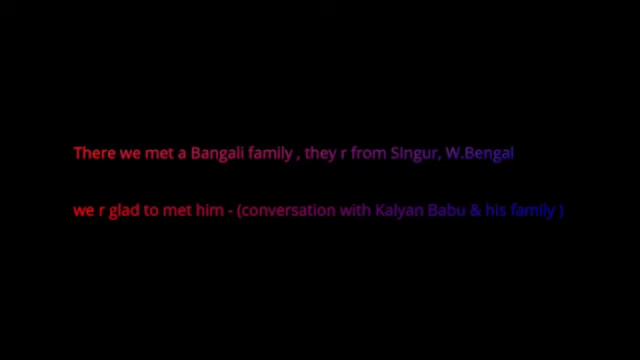 There we met a Bangali family , they r from SIngur, W.Bengal
we r glad to met him - (conversation with Kalyan Babu & his family )